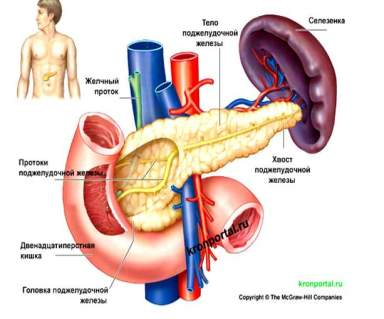 Тело
поджелудочной
железы
Селезенка
Желчный
проток
Протоки
поджелудочной железы
Хвост
поджелудочной
железы
Двенадцатиперстная
кишка
Головка поджелудочной
железы
kronportal.ru
kronportal.ru
Copyright © The McGraw-Hill Companies